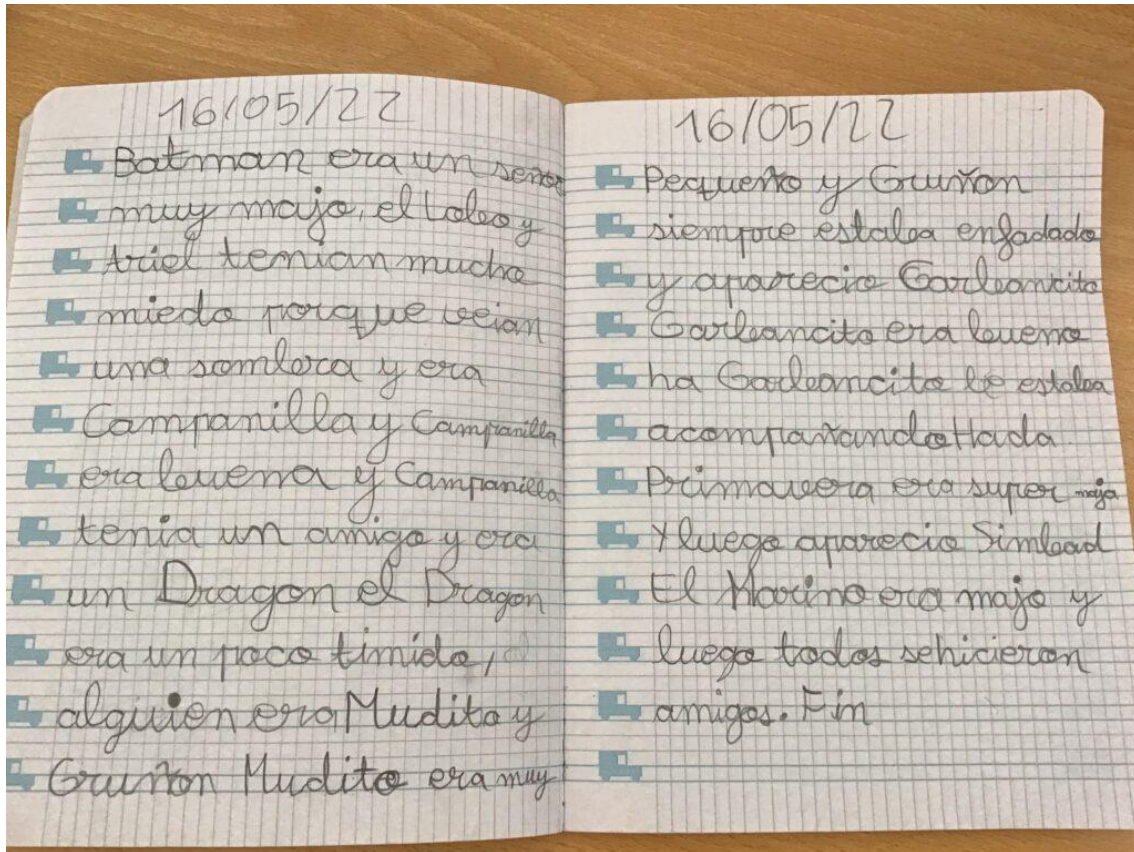 16/05/22
Batman era un señor
muy majo, el lobo y
Ariel tenian mucho
miedo porque veian
una sombra y era
Campanilla y Campanilla
era buena y Campanilla
tenia un amigo y era
un Dragon el Dragon
era un poco timido,
alguien era Mudito y
Gruñon Mudito era muy
16/05/22
Pequeño y Gruñon
siempre estaba enfadado
y aparecio Garbancito
Garbancito era bueno
ha Garbancito le estaba
acompañando Hada
Primavera era super maja
Y luego aparecio Simbad
El Marino era majo y
luego todos sehicieron
amigos. Fin